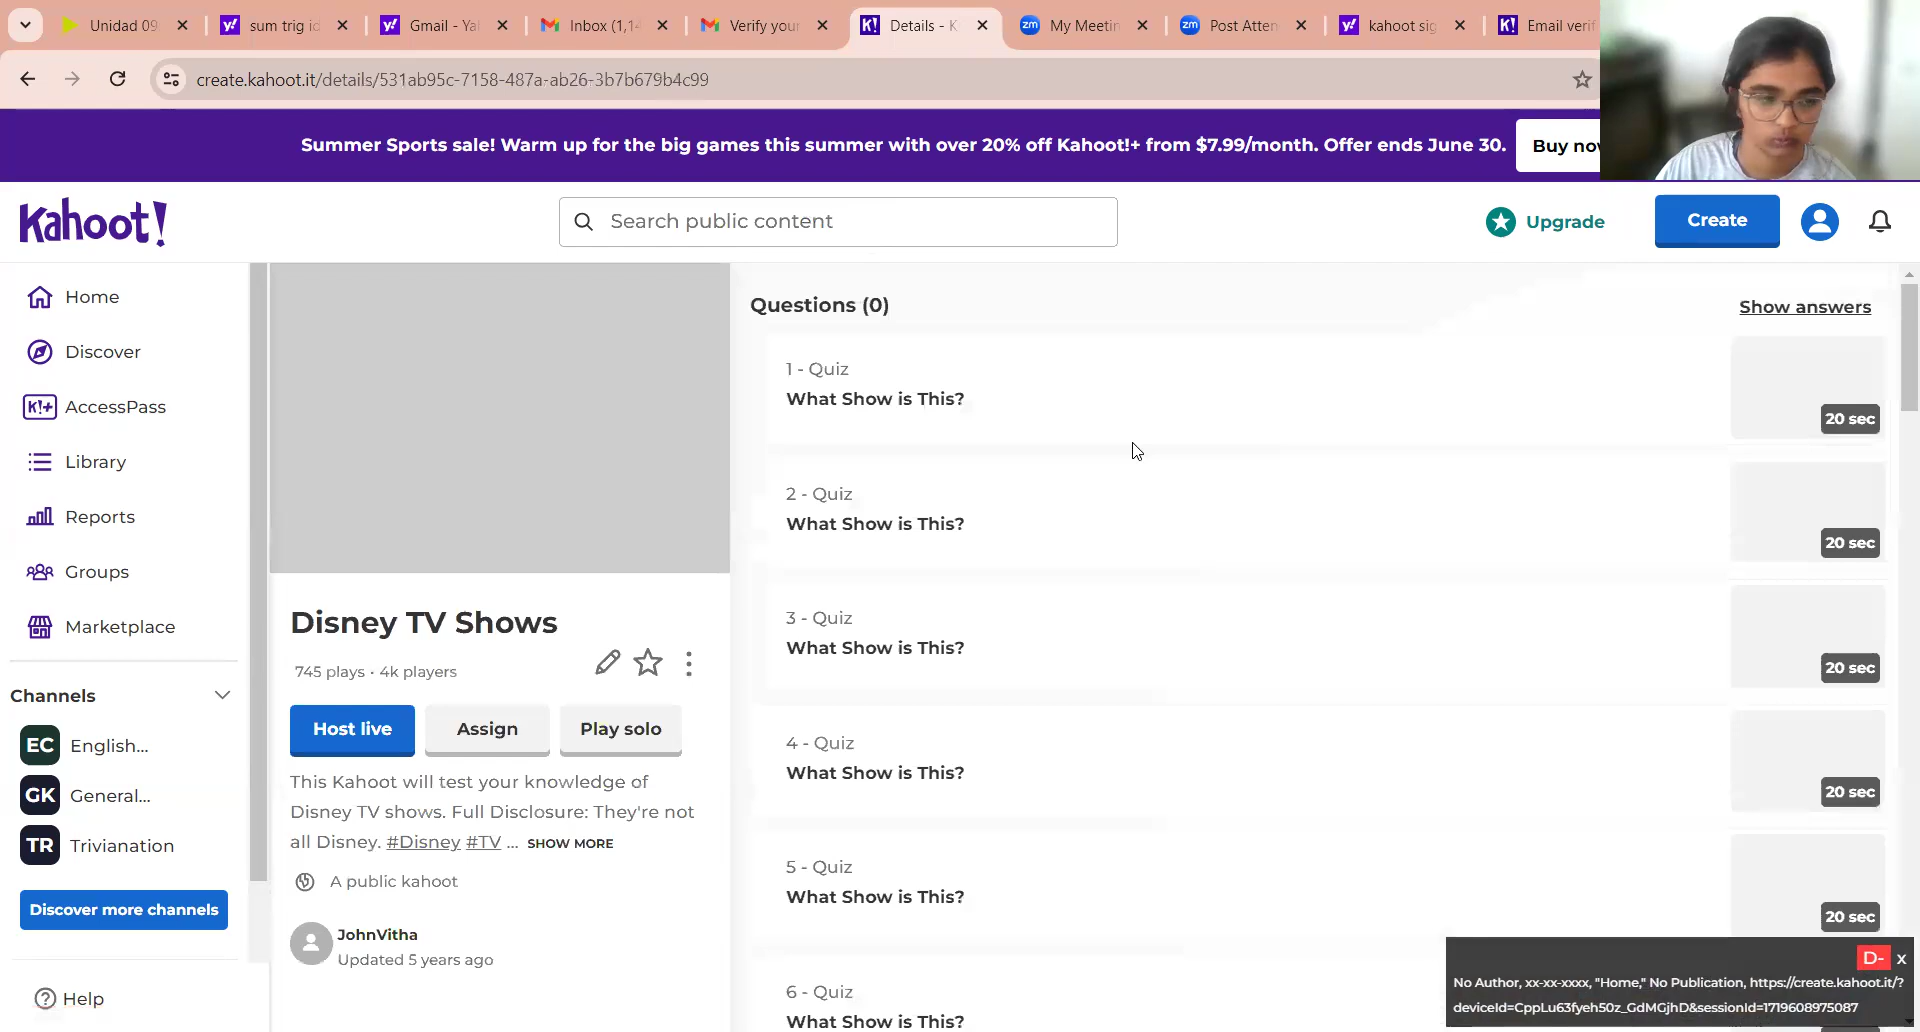 Unidad 09
sum trig id
Gmail - Ya
Inbox (1,1
Verify your
K! Details - K
zm My Meetin
zm Post Atten
kahoot sig
K! Email verif
create.kahoot.it/details/531ab95c-7158-487a-ab26-3b7b679b4c99
Summer Sports sale! Warm up for the big games this summer with over 20% off Kahoot!+ from $7.99/month. Offer ends June 30.
Buy now
Kahoot!
Search public content
Upgrade
Create
Home
Discover
K!+ AccessPass
Library
Reports
Groups
Marketplace
Channels
EC English...
GK General...
TR Trivianation
Discover more channels
Help
Disney TV Shows
745 plays · 4k players
Host live
Assign
Play solo
This Kahoot will test your knowledge of
Disney TV shows. Full Disclosure: They're not
all Disney. #Disney #TV ... SHOW MORE
A public kahoot
JohnVitha
Updated 5 years ago
Questions (0)
Show answers
1 - Quiz
What Show is This?
20 sec
2 - Quiz
What Show is This?
20 sec
3 - Quiz
What Show is This?
20 sec
4 - Quiz
What Show is This?
20 sec
5 - Quiz
What Show is This?
20 sec
6 - Quiz
What Show is This?
D- x
No Author, xx-xx-xxxx, "Home," No Publication, https://create.kahoot.it/?
deviceId=CppLu63fyeh50z_GdMGjhD&sessionId=1719608975087